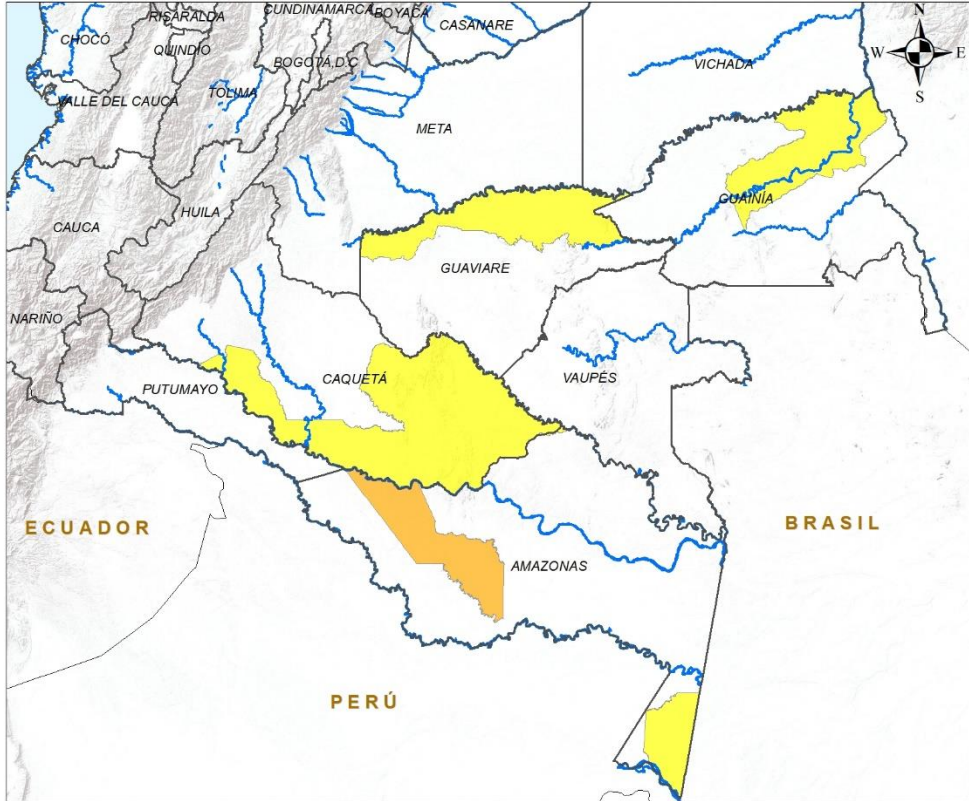 RISARALDA
CUNDINAMARCA
BOYACÁ
CASANARE
N
CHOCÓ
QUINDÍO
BOGOTÁ,D.C
W
E
VICHADA
S
VALLE DEL CAUCA
TOLIMA
META
HUILA
GUAINÍA
CAUCA
GUAVIARE
NARIÑO
CAQUETÁ
VAUPÉS
PUTUMAYO
ECUADOR
BRASIL
AMAZONAS
PERÚ